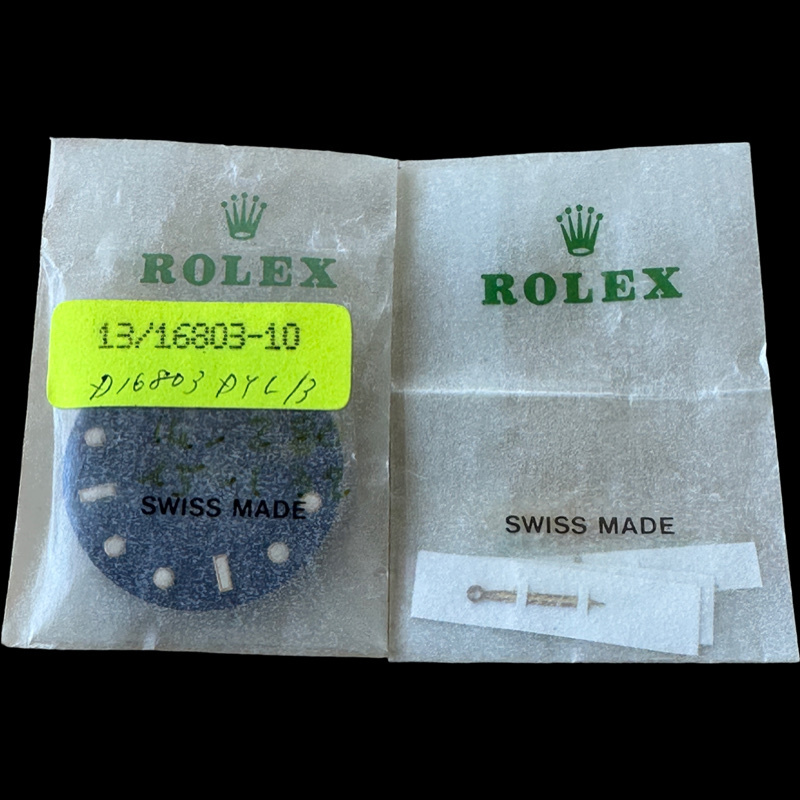 ROLEX
13/16803-10
D16803 DYL/3
SWISS MADE
ROLEX
SWISS MADE